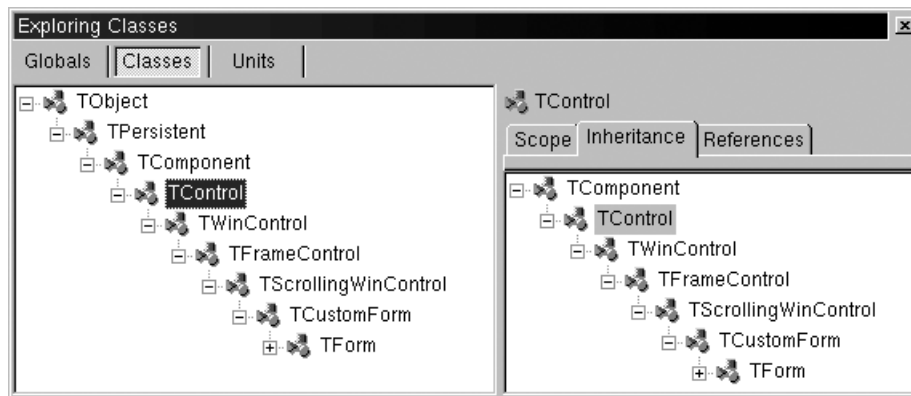 Exploring Classes
Globals Classes Units
TObject
TPersistent
TComponent
TControl
TWinControl
TFrameControl
TScrollingWinControl
TCustomForm
TForm
TControl
Scope Inheritance References
TComponent
TControl
TWinControl
TFrameControl
TScrollingWinControl
TCustomForm
TForm